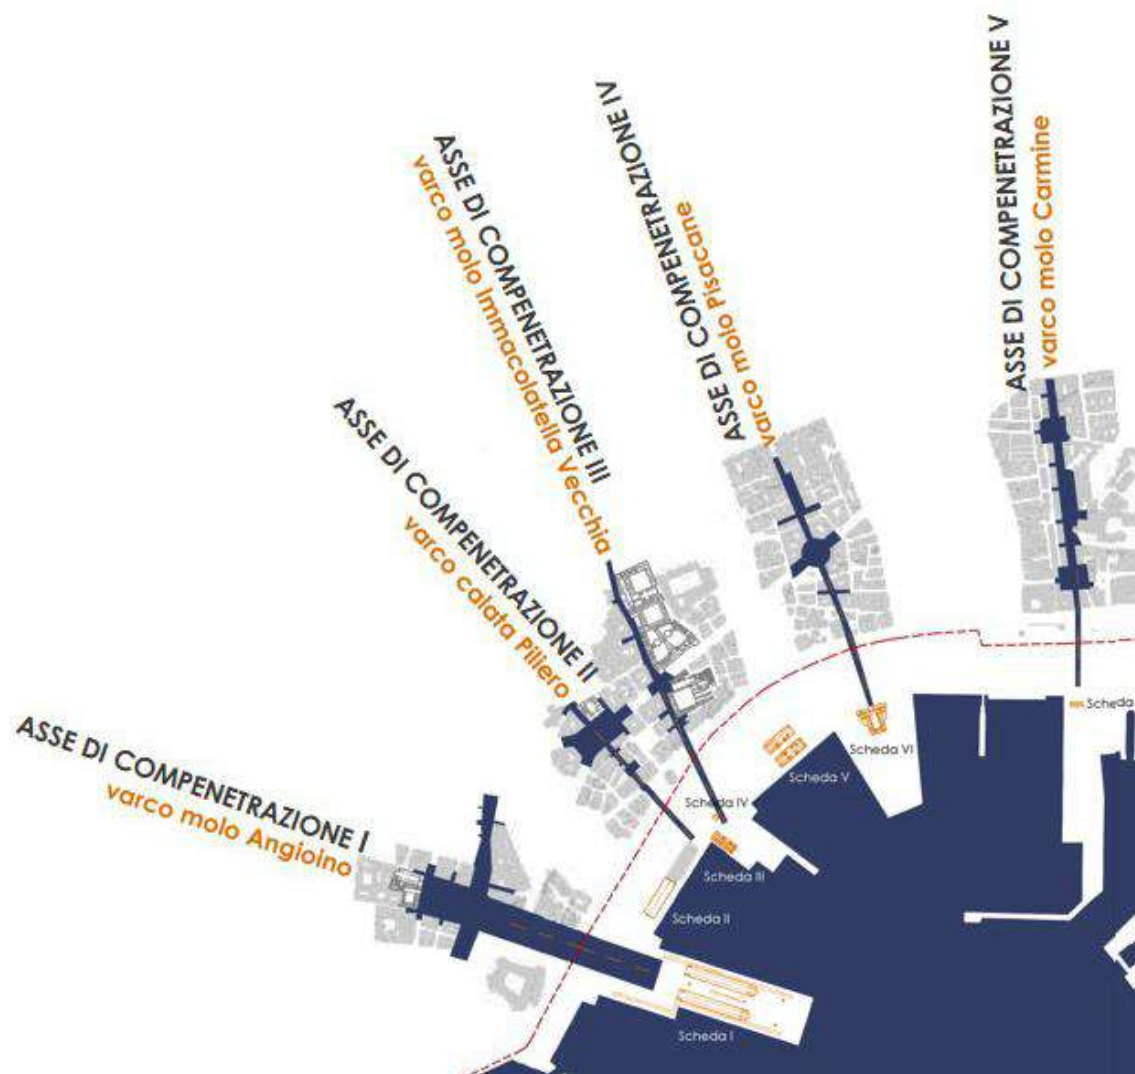 ASSE DI COMPENETRAZIONE I
varco molo Angioino
ASSE DI COMPENETRAZIONE II
varco calata Piliero
ASSE DI COMPENETRAZIONE III
varco molo Immacolatella Vecchia
ASSE DI COMPENETRAZIONE IV
varco molo Pisacane
ASSE DI COMPENETRAZIONE V
varco molo Carmine
Scheda I
Scheda II
Scheda III
Scheda IV
Scheda V
Scheda VI
Scheda